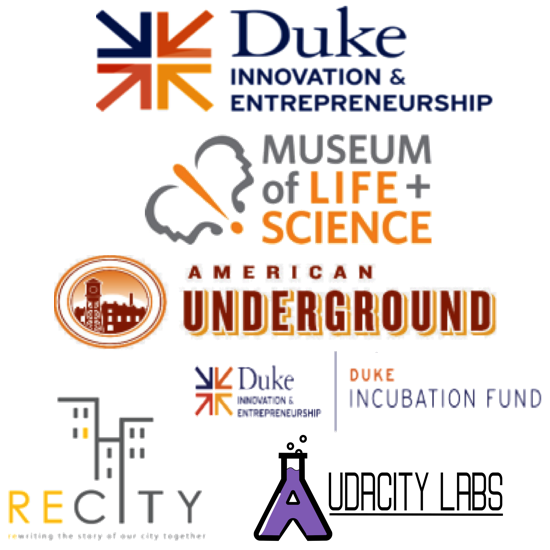 Duke
INNOVATION &
ENTREPRENEURSHIP
MUSEUM
of LIFE +
SCIENCE
AMERICAN
UNDERGROUND
Duke
INNOVATION &
ENTREPRENEURSHIP
DUKE
INCUBATION FUND
RECITY
rewriting the story of our city together
AUDACITY LABS